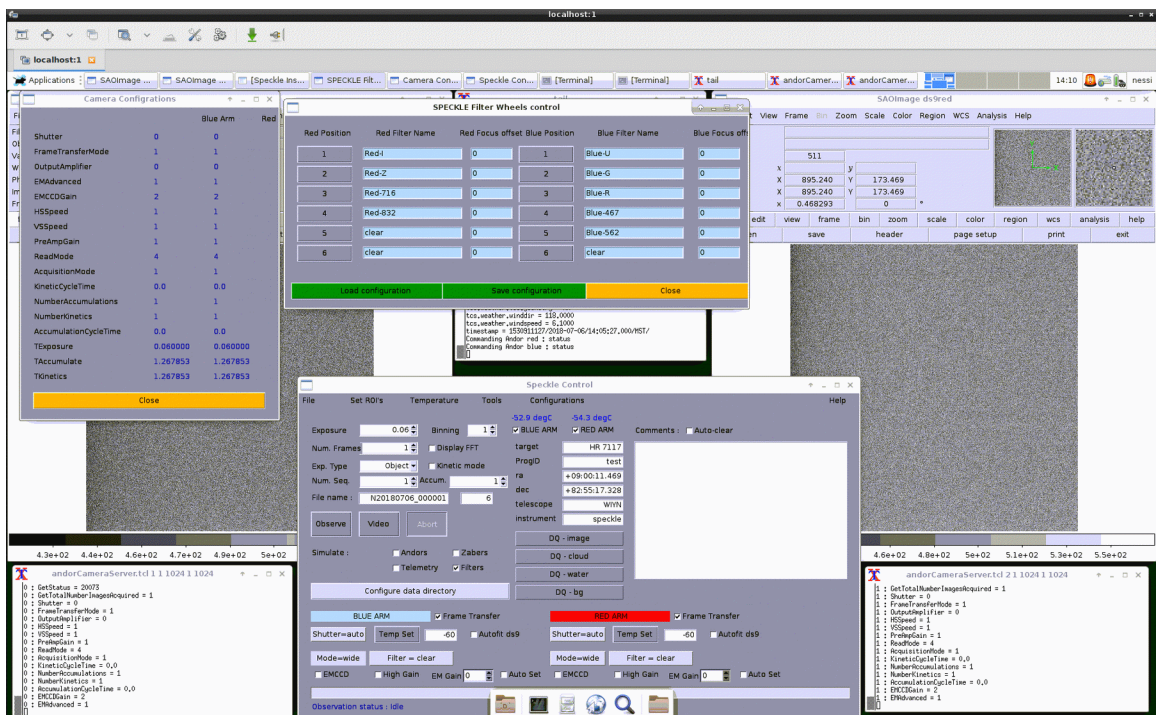 localhost:1
localhost:1
Applications SAOImage ... SAOImage ... [Speckle Ins... SPECKLE Filt... Camera Con... Speckle Con... [Terminal] [Terminal] tail andorCamer... andorCamer... 14:10 nessi
Camera Configrations
Blue Arm Red
Shutter 0 0
FrameTransferMode 1 1
OutputAmplifier 0 0
EMAdvanced 1 1
EMCCDGain 2 2
HSSpeed 1 1
VSSpeed 1 1
PreAmpGain 1 1
ReadMode 4 4
AcquisitionMode 1 1
KineticCycleTime 0.0 0.0
NumberAccumulations 1 1
NumberKinetics 1 1
AccumulationCycleTime 0.0 0.0
TExposure 0.060000 0.060000
TAccumulate 1.267853 1.267853
TKinetics 1.267853 1.267853
Close
SPECKLE Filter Wheels control
Red Position Red Filter Name Red Focus offset Blue Position Blue Filter Name Blue Focus off
1 Red-I 0 1 Blue-U 0
2 Red-Z 0 2 Blue-G 0
3 Red-716 0 3 Blue-R 0
4 Red-832 0 4 Blue-467 0
5 clear 0 5 Blue-562 0
6 clear 0 6 clear 0
Load configuration Save configuration Close
tcs.weather.winddir = 118.0000
tcs.weather.windspeed = 6.1000
timestamp = 1530911127/2018-07-06/14:05:27.000/MST/
Commanding Andor red : status
Commanding Andor blue : status
SAOImage ds9red
View Frame Bin Zoom Scale Color Region WCS Analysis Help
511
x y
X 895.240 Y 173.469
X 895.240 Y 173.469
x 0.468293 0 °
edit view frame bin zoom scale color region wcs analysis help
save header page setup print exit
Speckle Control
File Set ROI's Temperature Tools Configurations Help
-52.9 degC -54.3 degC
Exposure 0.06 Binning 1 BLUE ARM RED ARM Comments : Auto-clear
Num. Frames 1 Display FFT target HR 7117
Exp. Type Object Kinetic mode ProgID test
Num. Seq. 1 Accum. 1 ra +09:00:11.469
File name : N20180706_000001 6 dec +82:55:17.328
telescope WIYN
instrument speckle
Observe Video Abort
DQ - image
Simulate : Andors Zabers DQ - cloud
Telemetry Filters DQ - water
Configure data directory DQ - bg
BLUE ARM Frame Transfer RED ARM Frame Transfer
Shutter=auto Temp Set -60 Autofit ds9 Shutter=auto Temp Set -60 Autofit ds9
Mode=wide Filter = clear Mode=wide Filter = clear
EMCCD High Gain EM Gain 0 Auto Set EMCCD High Gain EM Gain 0 Auto Set
Observation status : Idle
4.3e+02 4.4e+02 4.6e+02 4.7e+02 4.9e+02 5e+02
4.6e+02 4.8e+02 5e+02 5.1e+02 5.3e+02 5.5e+02
andorCameraServer.tcl 1 1 1024 1 1024
0 : GetStatus = 20073
0 : GetTotalNumberImagesAcquired = 1
0 : Shutter = 0
0 : FrameTransferMode = 1
0 : OutputAmplifier = 0
0 : HSSpeed = 1
0 : VSSpeed = 1
0 : PreAmpGain = 1
0 : ReadMode = 4
0 : AcquisitionMode = 1
0 : KineticCycleTime = 0.0
0 : NumberAccumulations = 1
0 : NumberKinetics = 1
0 : AccumulationCycleTime = 0.0
0 : EMCCDGain = 2
0 : EMAdvanced = 1
andorCameraServer.tcl 2 1 1024 1 1024
1 : GetTotalNumberImagesAcquired = 1
1 : Shutter = 0
1 : FrameTransferMode = 1
1 : OutputAmplifier = 0
1 : HSSpeed = 1
1 : VSSpeed = 1
1 : PreAmpGain = 1
1 : ReadMode = 4
1 : AcquisitionMode = 1
1 : KineticCycleTime = 0.0
1 : NumberAccumulations = 1
1 : NumberKinetics = 1
1 : AccumulationCycleTime = 0.0
1 : EMCCDGain = 2
1 : EMAdvanced = 1